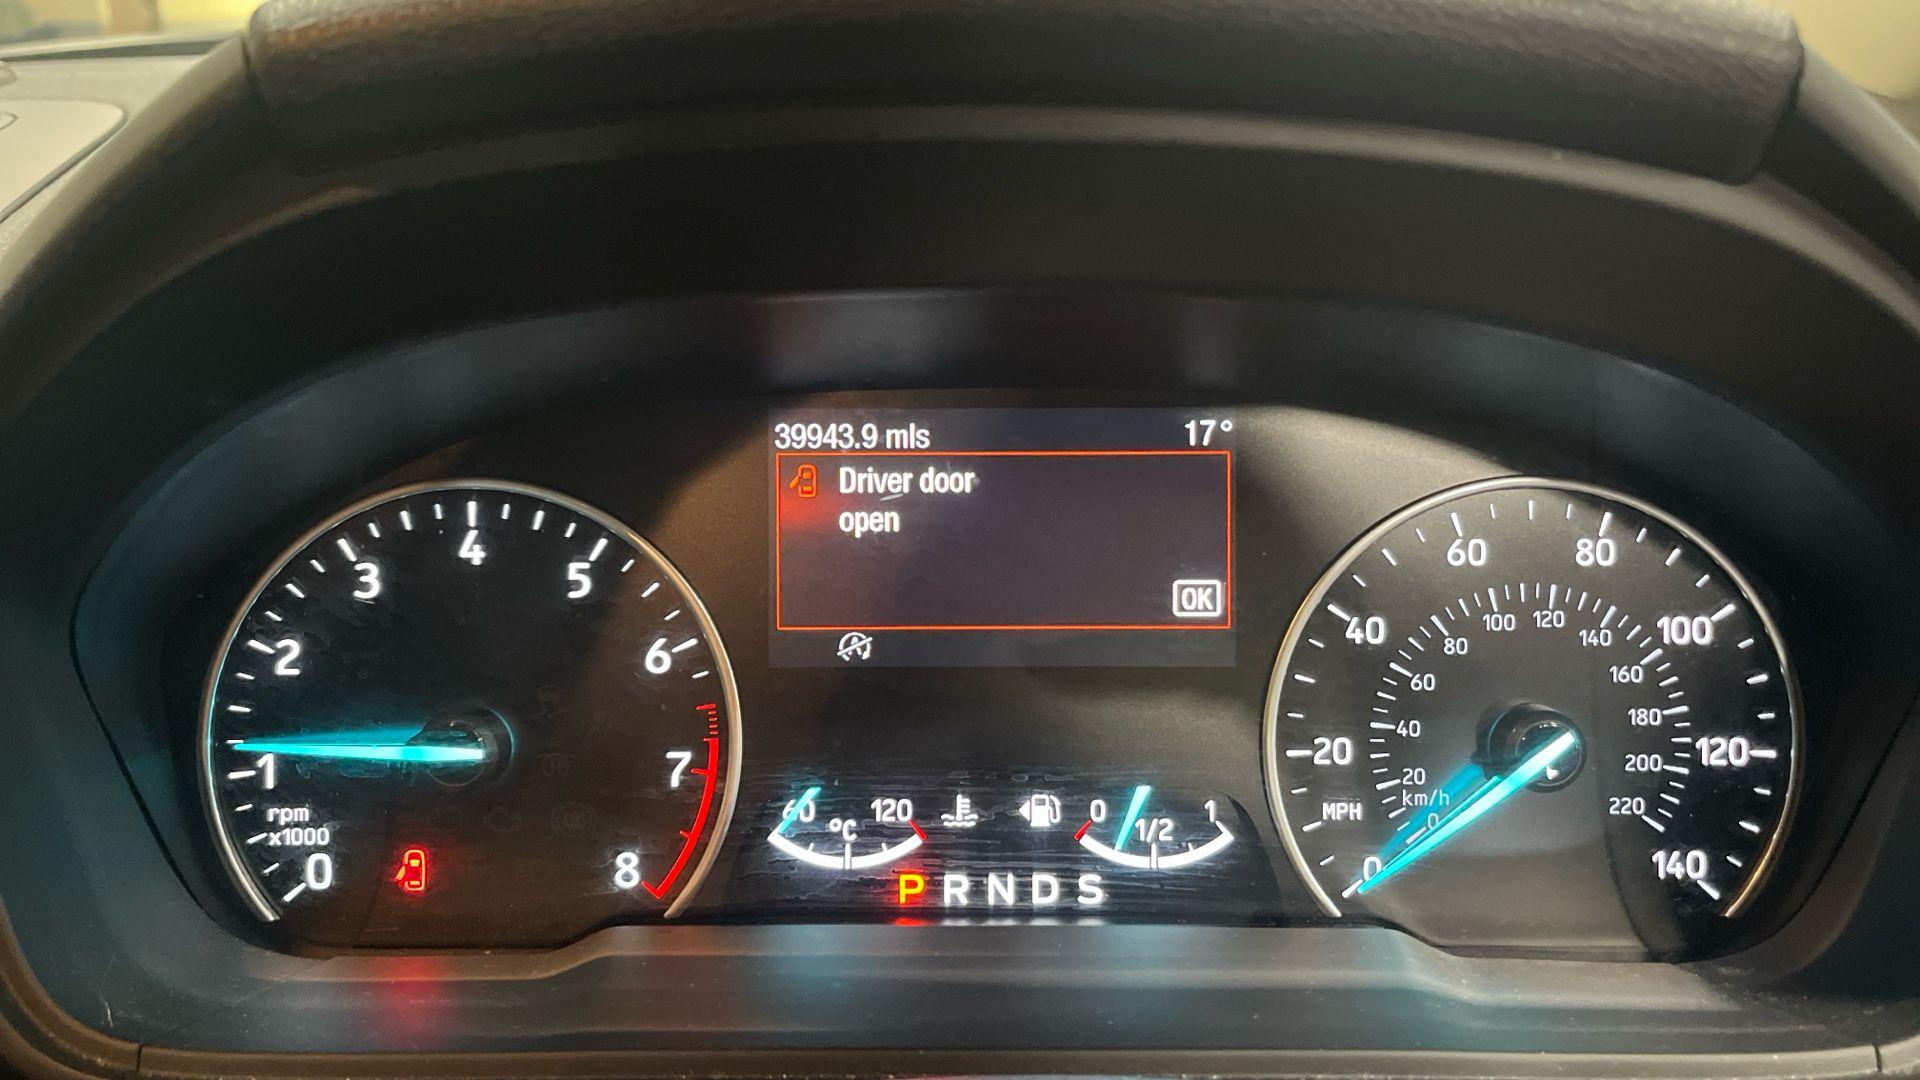 39943.9 mls 17°
Driver door
open
OK
0 1 2 3 4 5 6 7 8
rpm
x1000
60 120
°C
0 1/2 1
P R N D S
0 20 40 60 80 100 120 140
MPH
km/h
0 20 40 60 80 100 120 140 160 180 200 220